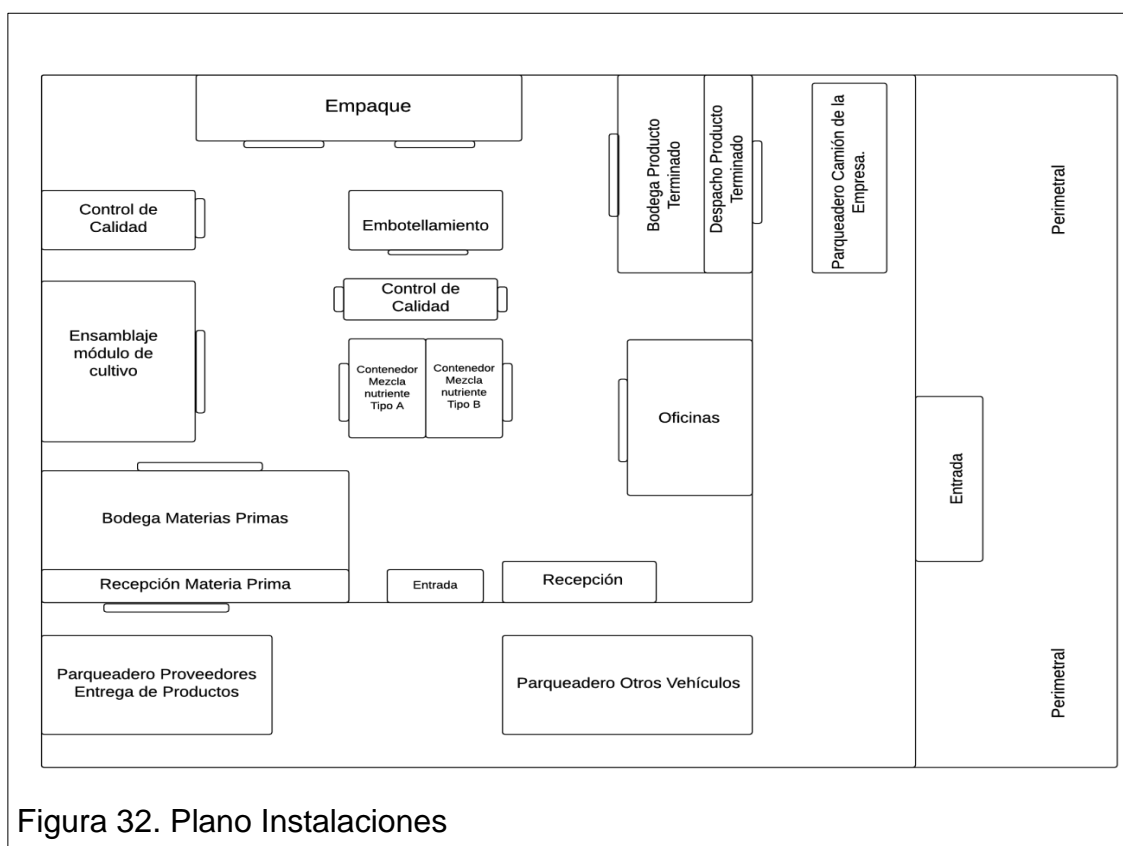 Empaque
Bodega Producto
Terminado
Despacho Producto
Terminado
Parqueadero Camión de la
Empresa.
Perimetral
Control de
Calidad
Embotellamiento
Control de
Calidad
Ensamblaje
módulo de
cultivo
Contenedor
Mezcla
nutriente
Tipo A
Contenedor
Mezcla
nutriente
Tipo B
Oficinas
Entrada
Bodega Materias Primas
Recepción Materia Prima
Entrada
Recepción
Parqueadero Proveedores
Entrega de Productos
Parqueadero Otros Vehículos
Perimetral
Figura 32. Plano Instalaciones